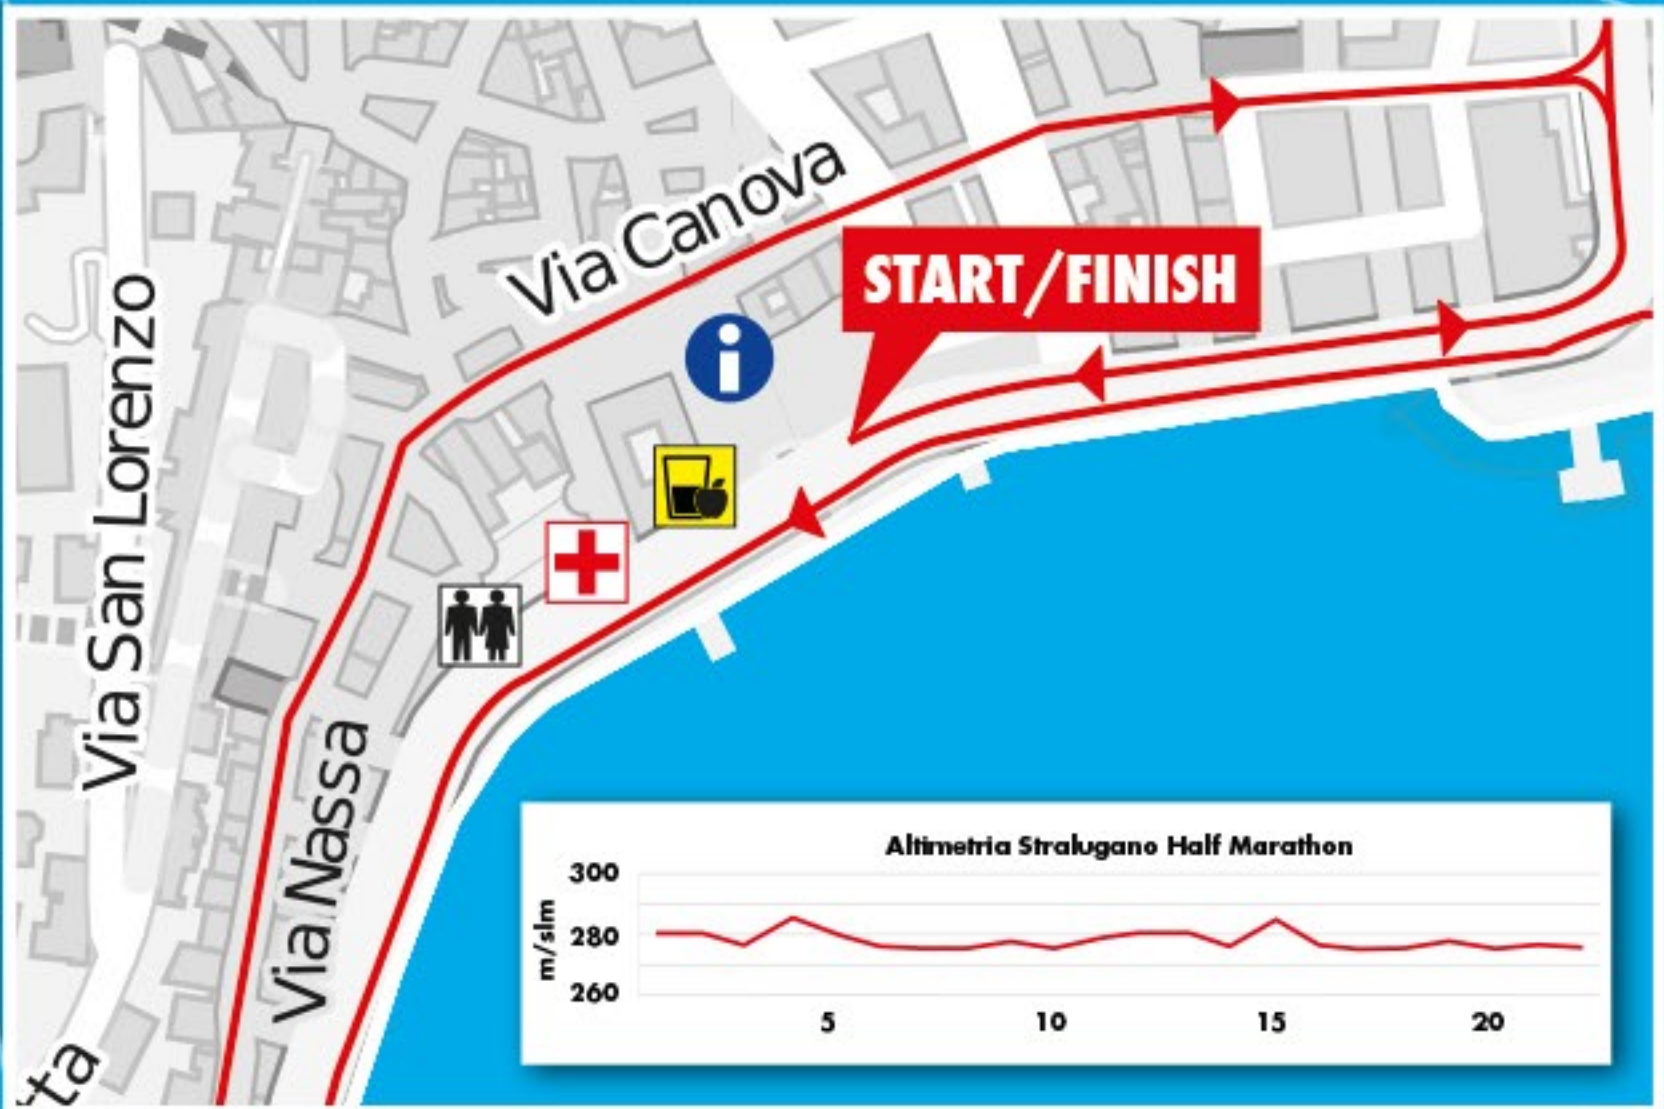 Via Canova
START/FINISH
Via San Lorenzo
Via Nassa
Altimetria Stralugano Half Marathon
300
280
260
m/slm
5
10
15
20